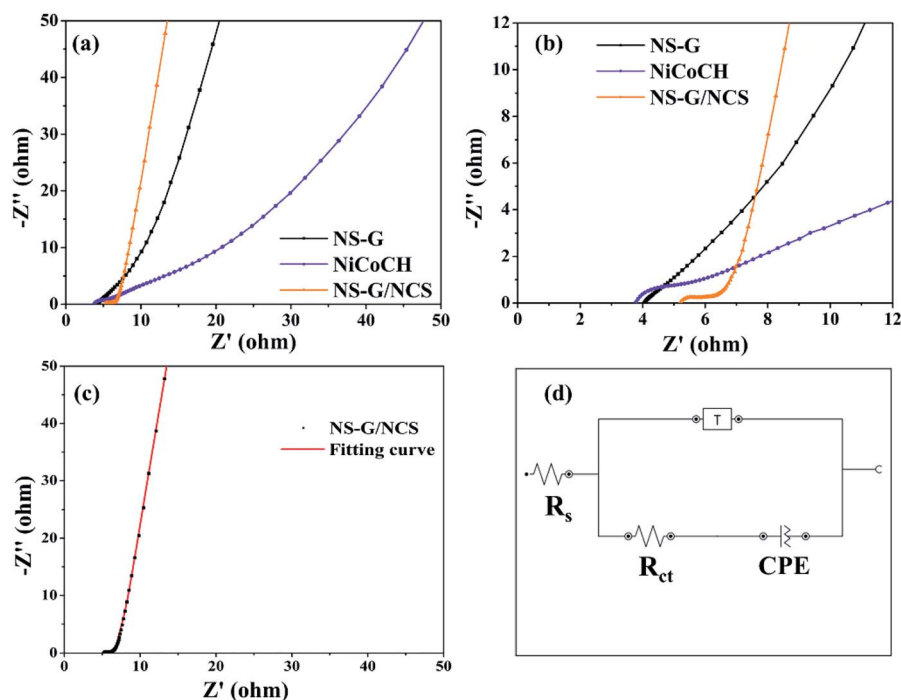 (a)
50
40
30
20
10
0
-Z'' (ohm)
NS-G
NiCoCH
NS-G/NCS
0 10 20 30 40 50
Z' (ohm)
(b)
12
10
8
6
4
2
0
-Z'' (ohm)
NS-G
NiCoCH
NS-G/NCS
0 2 4 6 8 10 12
Z' (ohm)
(c)
50
40
30
20
10
0
-Z'' (ohm)
NS-G/NCS
Fitting curve
0 10 20 30 40 50
Z' (ohm)
(d)
T
Rs
Rct
CPE